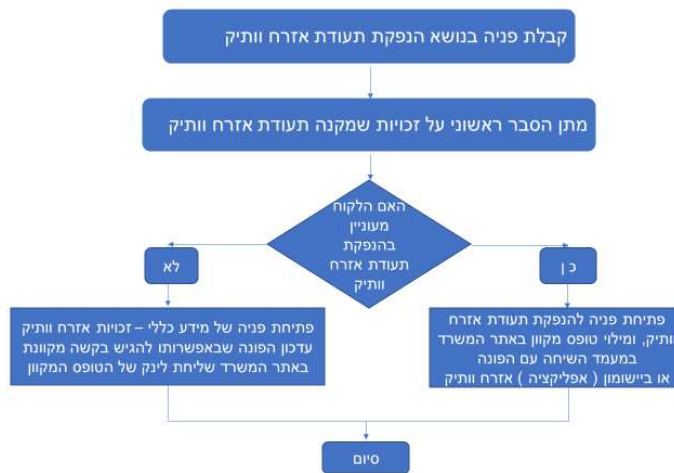 קבלת פניה בנושא הנפקת תעודת אזרח וותיק
מתן הסבר ראשוני על זכויות שמקנה תעודת אזרח וותיק
האם הלקוח
מעוניין
בהנפקת
תעודת אזרח
וותיק
כ ן
לא
פתיחת פניה להנפקת תעודת אזרח
וותיק, ומילוי טופס מקוון באתר המשרד
במעמד השיחה עם הפונה
או ביישומון ( אפליקציה ) אזרח וותיק
פתיחת פניה של מידע כללי – זכויות אזרח וותיק
עדכון הפונה שבאפשרותו להגיש בקשה מקוונת
באתר המשרד שליחת לינק של הטופס המקוון
סיום